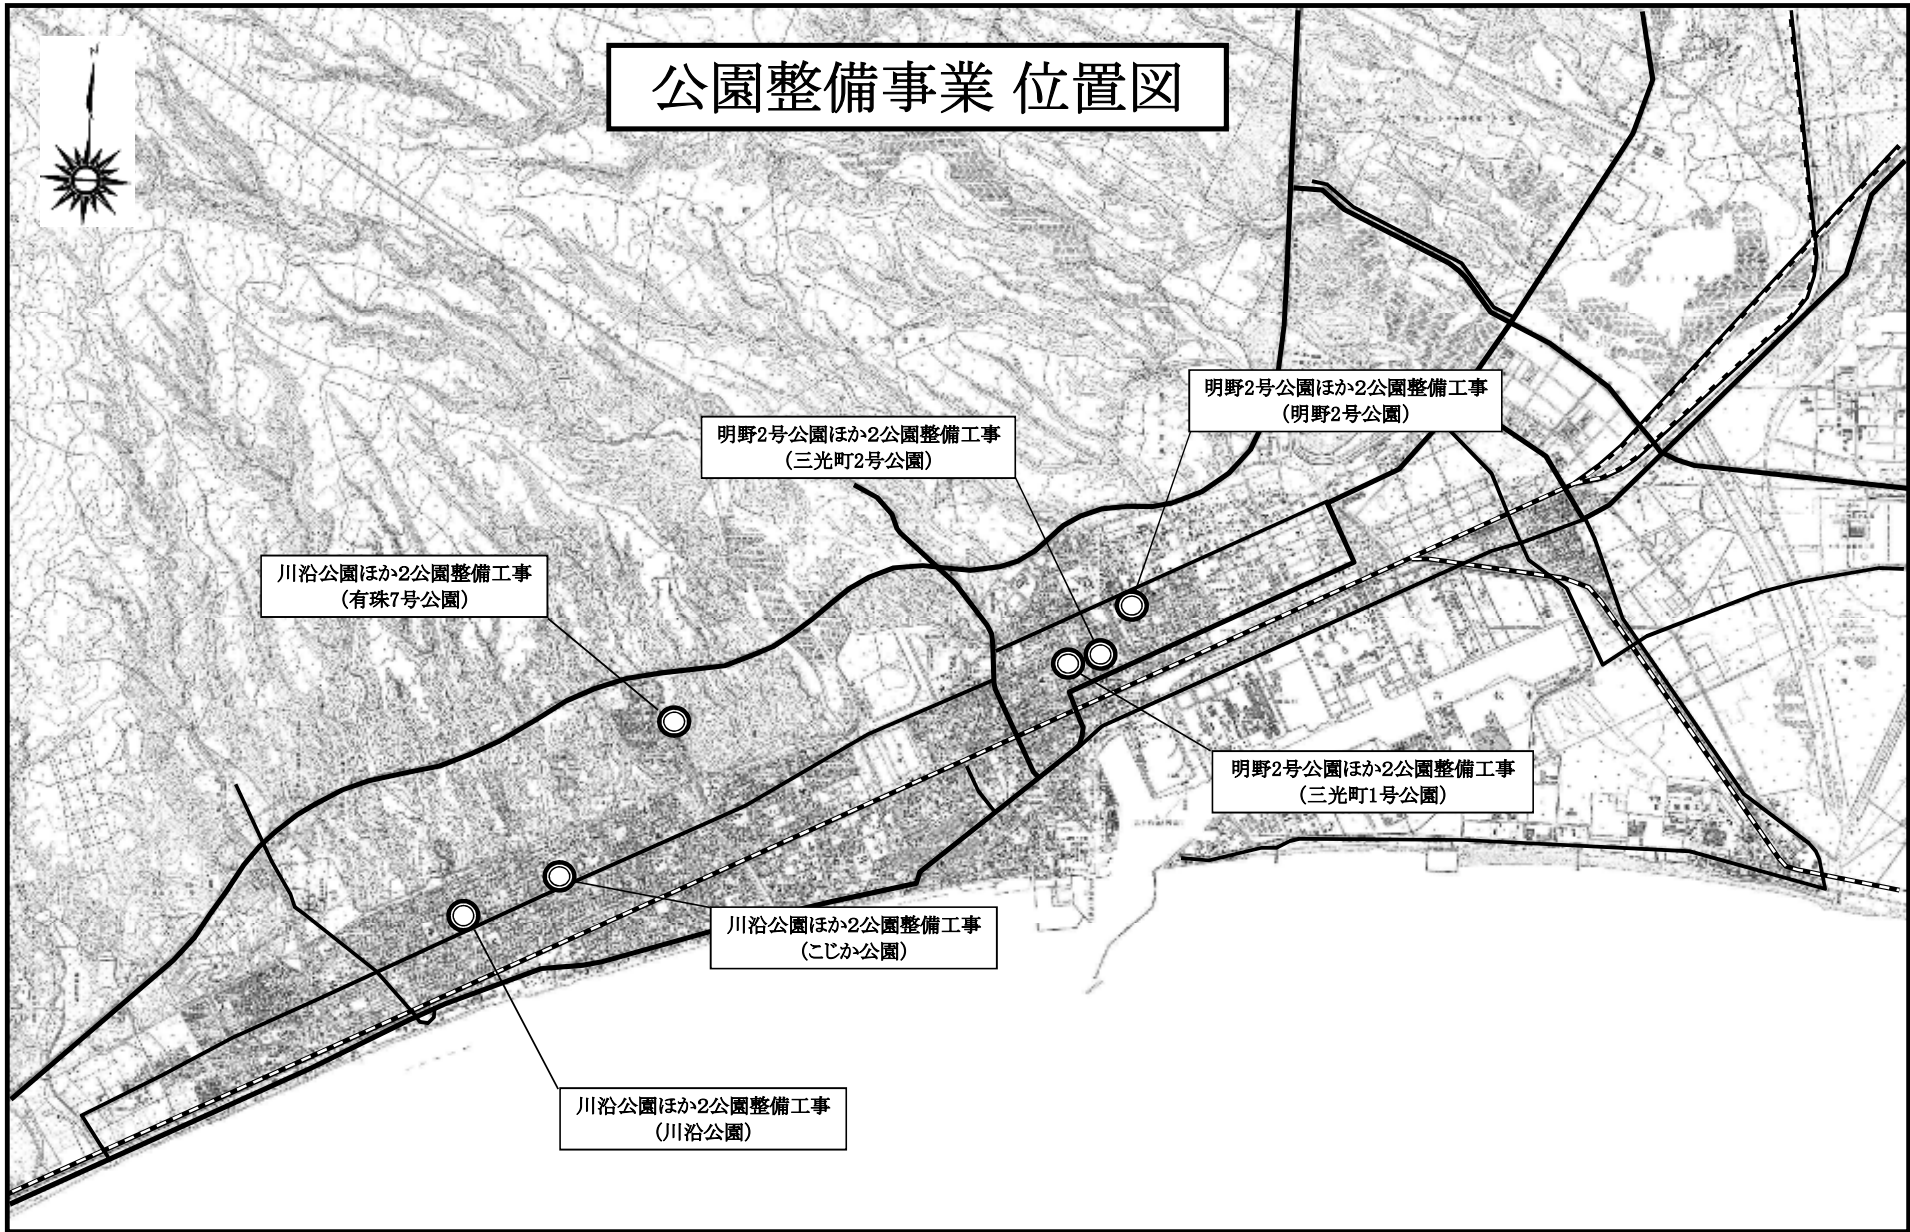 公園整備事業 位置図
明野2号公園ほか2公園整備工事
(明野2号公園)
明野2号公園ほか2公園整備工事
(三光町2号公園)
川沿公園ほか2公園整備工事
(有珠7号公園)
明野2号公園ほか2公園整備工事
(三光町1号公園)
川沿公園ほか2公園整備工事
(こじか公園)
川沿公園ほか2公園整備工事
(川沿公園)